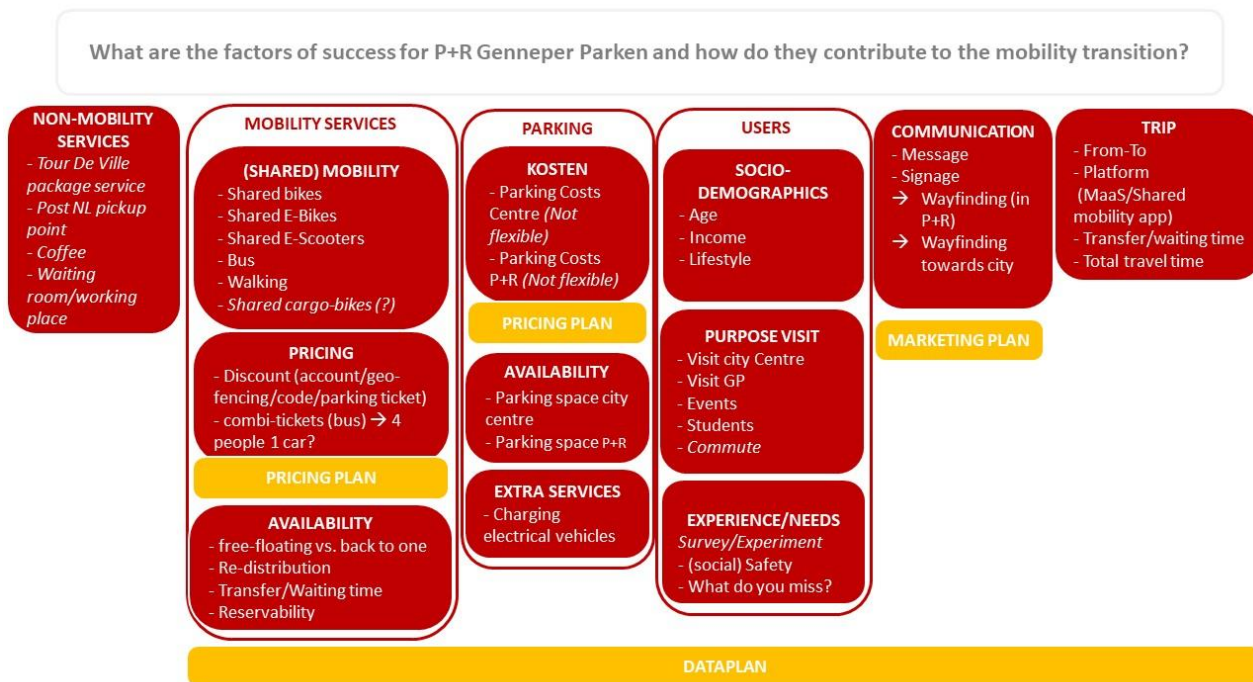 What are the factors of success for P+R Genneper Parken and how do they contribute to the mobility transition?
NON-MOBILITY
SERVICES
- Tour De Ville
package service
- Post NL pickup
point
- Coffee
- Waiting
room/working
place
MOBILITY SERVICES
(SHARED) MOBILITY
- Shared bikes
- Shared E-Bikes
- Shared E-Scooters
- Bus
- Walking
- Shared cargo-bikes (?)
PRICING
- Discount (account/geo-
fencing/code/parking ticket)
- combi-tickets (bus) → 4
people 1 car?
PRICING PLAN
AVAILABILITY
- free-floating vs. back to one
- Re-distribution
- Transfer/Waiting time
- Reservability
PARKING
KOSTEN
- Parking Costs
Centre (Not
flexible)
- Parking Costs
P+R (Not flexible)
PRICING PLAN
AVAILABILITY
- Parking space city
centre
- Parking space P+R
EXTRA SERVICES
- Charging
electrical vehicles
USERS
SOCIO-
DEMOGRAPHICS
- Age
- Income
- Lifestyle
PURPOSE VISIT
- Visit city Centre
- Visit GP
- Events
- Students
- Commute
EXPERIENCE/NEEDS
Survey/Experiment
- (social) Safety
- What do you miss?
COMMUNICATION
- Message
- Signage
→ Wayfinding (in
P+R)
→ Wayfinding
towards city
MARKETING PLAN
TRIP
- From-To
- Platform
(MaaS/Shared
mobility app)
- Transfer/waiting time
- Total travel time
DATAPLAN